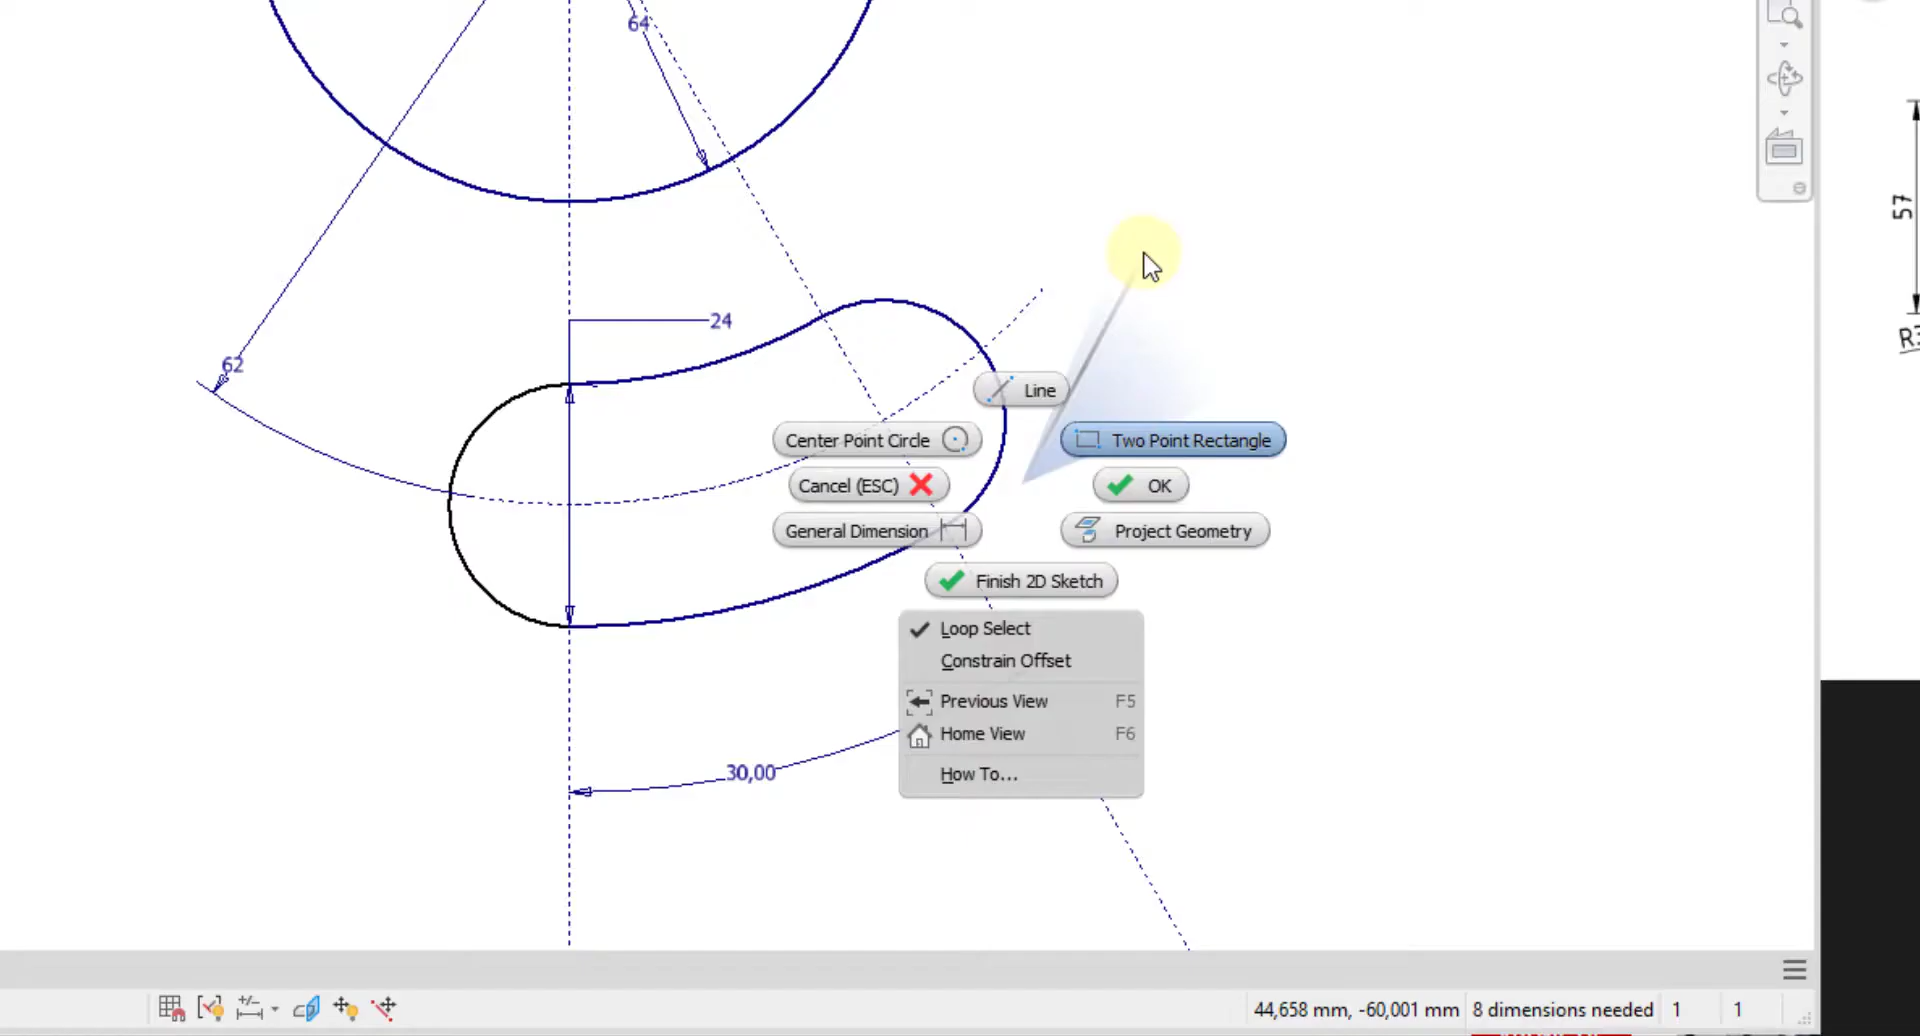 64
57
24
R3
62
Line
Center Point Circle
Two Point Rectangle
Cancel (ESC)
OK
General Dimension
Project Geometry
Finish 2D Sketch
Loop Select
Constrain Offset
Previous View F5
Home View F6
How To...
30,00
44,658 mm, -60,001 mm 8 dimensions needed 1 1